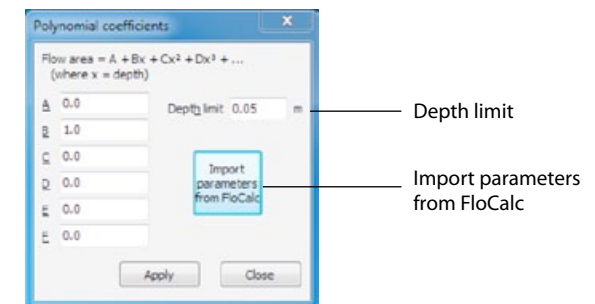 Polynomial coefficients
x
Flow area = A + Bx + Cx² + Dx³ + ...
(where x = depth)
A 0.0
Depth limit 0.05 m
B 1.0
C 0.0
D 0.0
E 0.0
F 0.0
Import
parameters
from FloCalc
Apply
Close
Depth limit
Import parameters
from FloCalc